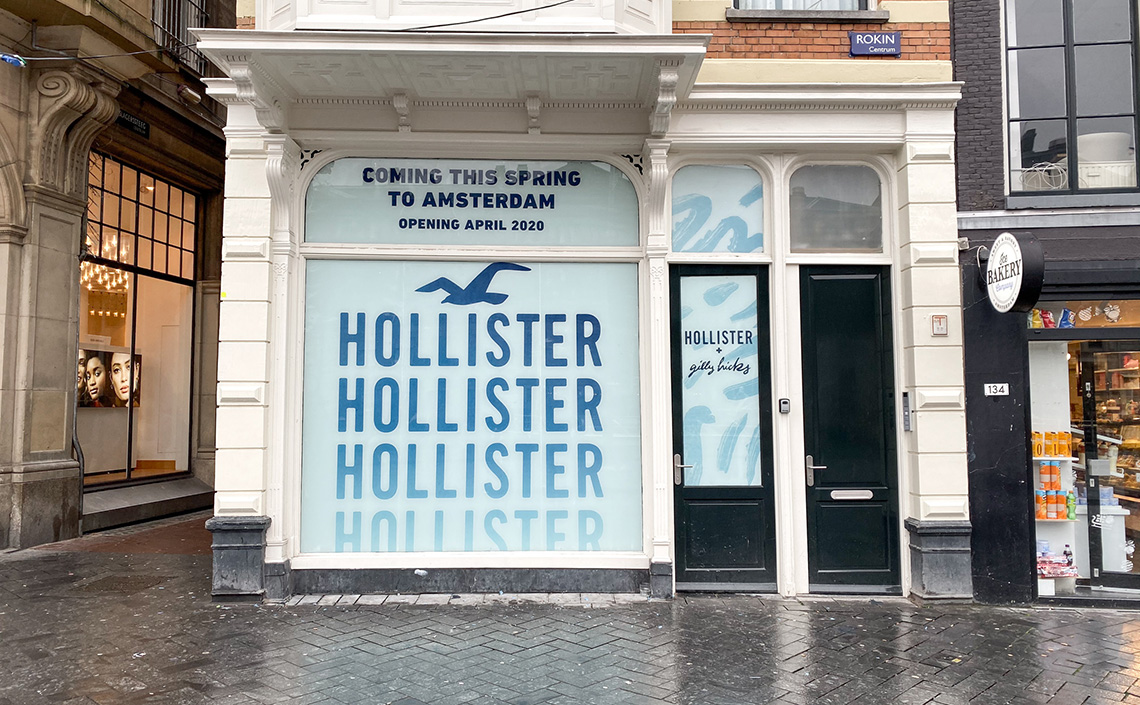 ROKIN
Centrum
COMING THIS SPRING
TO AMSTERDAM
OPENING APRIL 2020
HOLLISTER
HOLLISTER
HOLLISTER
HOLLISTER
HOLLISTER
+
gilly hicks
BAKERY
Company
134